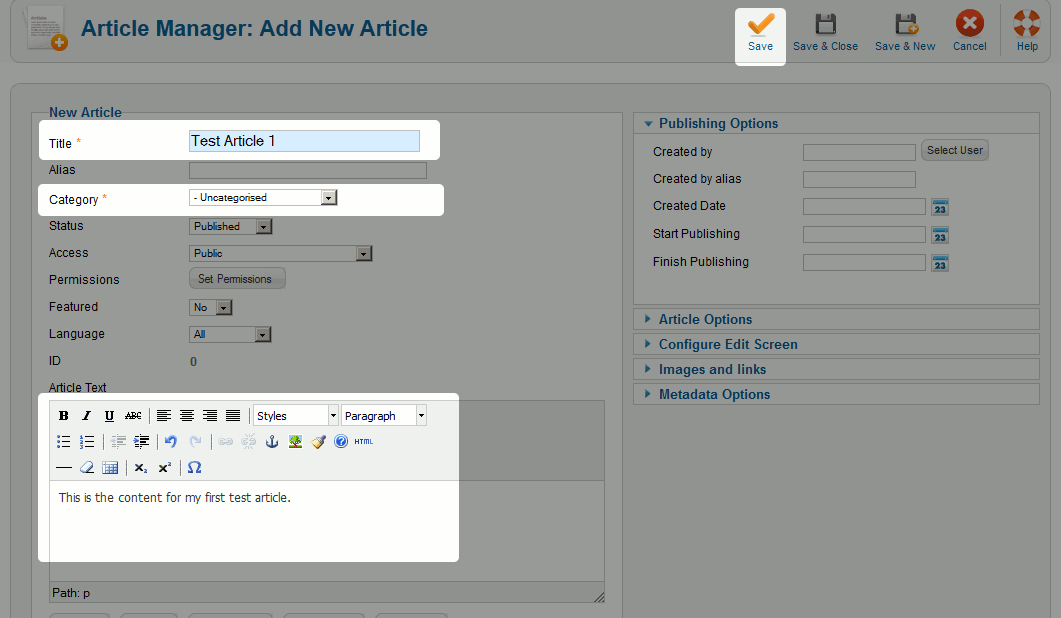 Article Manager: Add New Article
Save
Save & Close
Save & New
Cancel
Help
New Article
Title *
Test Article 1
Alias
Category *
- Uncategorised
Status
Published
Access
Public
Permissions
Set Permissions
Featured
No
Language
All
ID
0
Article Text
B I U ABC
Styles
Paragraph
HTML
x₂ x² Ω
This is the content for my first test article.
Path: p
Publishing Options
Created by
Select User
Created by alias
Created Date
23
Start Publishing
23
Finish Publishing
23
Article Options
Configure Edit Screen
Images and links
Metadata Options